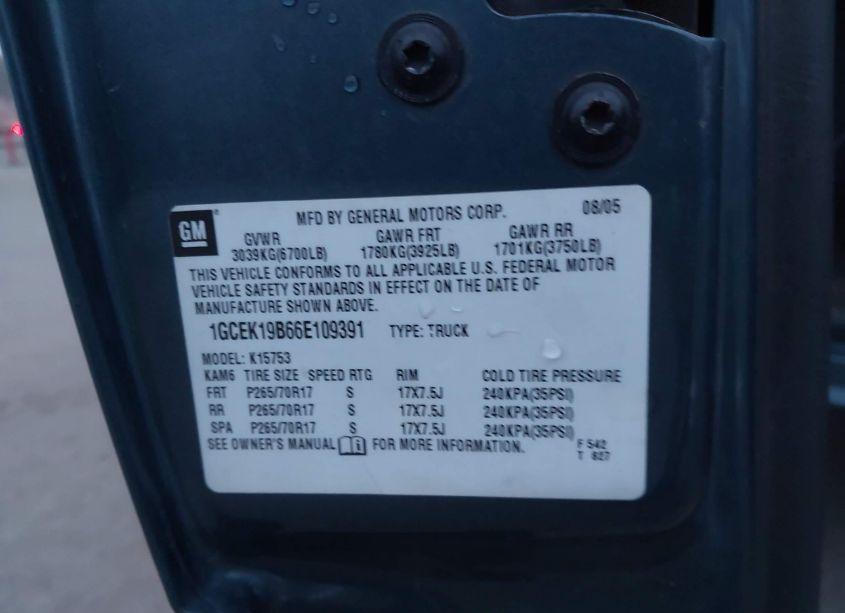 GM
MFD BY GENERAL MOTORS CORP. 08/05
GVWR GAWR FRT GAWR RR
3039KG(6700LB) 1780KG(3925LB) 1701KG(3750LB)
THIS VEHICLE CONFORMS TO ALL APPLICABLE U.S. FEDERAL MOTOR
VEHICLE SAFETY STANDARDS IN EFFECT ON THE DATE OF
MANUFACTURE SHOWN ABOVE.
1GCEK19B66E109391 TYPE: TRUCK
MODEL: K15753
KAM6 TIRE SIZE SPEED RTG RIM COLD TIRE PRESSURE
FRT P265/70R17 S 17X7.5J 240KPA(35PSI)
RR P265/70R17 S 17X7.5J 240KPA(35PSI)
SPA P265/70R17 S 17X7.5J 240KPA(35PSI)
SEE OWNER'S MANUAL FOR MORE INFORMATION.
F 542
T 627